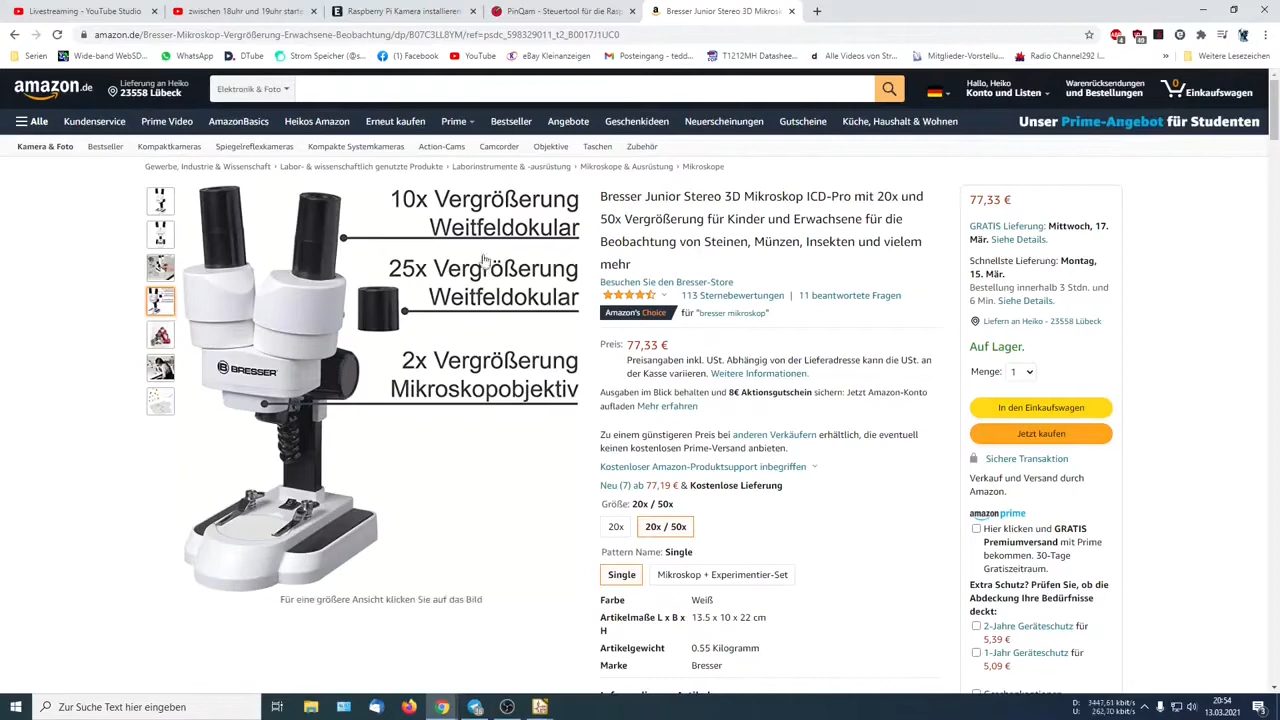 Livestreaming - YouTube Studio
zwischen 18uhr und 19uhr starte
Raspberry Pi Kamera installieren
PinQam - Steuertool für die Rasp
Bresser Junior Stereo 3D Mikrosk
amazon.de/Bresser-Mikroskop-Vergrößerung-Erwachsene-Beobachtung/dp/B07C3LL8YM/ref=psdc_598329011_t2_B0017J1UC0
Serien
Wide-band WebSD...
WhatsApp
DTube
Strom Speicher (@s...
(1) Facebook
YouTube
eBay Kleinanzeigen
Posteingang - tedd...
T1212MH Datashee...
Alle Videos von St...
Mitglieder-Vorstellu...
Radio Channel292 I...
»
Weitere Lesezeichen
amazon.de
Lieferung an Heiko
23558 Lübeck
Elektronik & Foto
Hallo, Heiko
Konto und Listen
Warenrücksendungen
und Bestellungen
0
Einkaufswagen
Alle
Kundenservice
Prime Video
AmazonBasics
Heikos Amazon
Erneut kaufen
Prime
Bestseller
Angebote
Geschenkideen
Neuerscheinungen
Gutscheine
Küche, Haushalt & Wohnen
Unser Prime-Angebot für Studenten
Kamera & Foto
Bestseller
Kompaktkameras
Spiegelreflexkameras
Kompakte Systemkameras
Action-Cams
Camcorder
Objektive
Taschen
Zubehör
Gewerbe, Industrie & Wissenschaft › Labor- & wissenschaftlich genutzte Produkte › Laborinstrumente & -ausrüstung › Mikroskope & Ausrüstung › Mikroskope
10x Vergrößerung
Weitfeldokular
25x Vergrößerung
Weitfeldokular
2x Vergrößerung
Mikroskopobjektiv
BRESSER
Für eine größere Ansicht klicken Sie auf das Bild
Bresser Junior Stereo 3D Mikroskop ICD-Pro mit 20x und
50x Vergrößerung für Kinder und Erwachsene für die
Beobachtung von Steinen, Münzen, Insekten und vielem
mehr
Besuchen Sie den Bresser-Store
113 Sternebewertungen | 11 beantwortete Fragen
Amazon's Choice für "bresser mikroskop"
Preis: 77,33 €
Preisangaben inkl. USt. Abhängig von der Lieferadresse kann die USt. an
der Kasse variieren. Weitere Informationen.
Ausgaben im Blick behalten und 8€ Aktionsgutschein sichern: Jetzt Amazon-Konto
aufladen Mehr erfahren
Zu einem günstigeren Preis bei anderen Verkäufern erhältlich, die eventuell
keinen kostenlosen Prime-Versand anbieten.
Kostenloser Amazon-Produktsupport inbegriffen
Neu (7) ab 77,19 € & Kostenlose Lieferung
Größe: 20x / 50x
20x
20x / 50x
Pattern Name: Single
Single
Mikroskop + Experimentier-Set
Farbe Weiß
Artikelmaße L x B x 13.5 x 10 x 22 cm
H
Artikelgewicht 0.55 Kilogramm
Marke Bresser
77,33 €
GRATIS Lieferung: Mittwoch, 17.
Mär. Siehe Details.
Schnellste Lieferung: Montag,
15. Mär.
Bestellung innerhalb 3 Stdn. und
6 Min. Siehe Details.
Liefern an Heiko - 23558 Lübeck
Auf Lager.
Menge: 1
In den Einkaufswagen
Jetzt kaufen
Sichere Transaktion
Verkauf und Versand durch
Amazon.
amazon prime
Hier klicken und GRATIS
Premiumversand mit Prime
bekommen. 30-Tage
Gratiszeitraum.
Extra Schutz? Prüfen Sie, ob die
Abdeckung Ihre Bedürfnisse
deckt:
2-Jahre Geräteschutz für
5,39 €
1-Jahr Geräteschutz für
5,09 €
Zur Suche Text hier eingeben
D: 3447,61 kbit/s
U: 262,70 kbit/s
20:54
13.03.2021